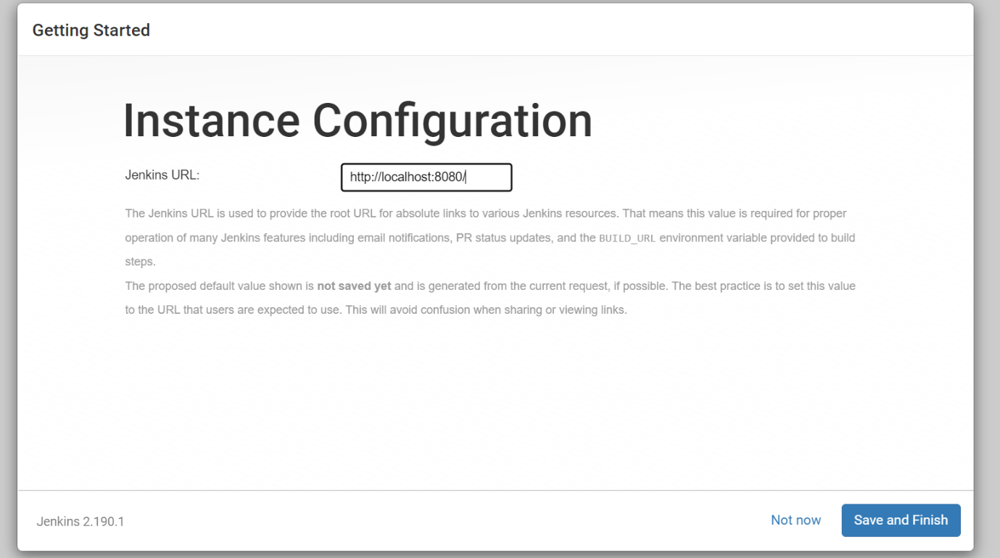 Getting Started
Instance Configuration
Jenkins URL:
http://localhost:8080/
The Jenkins URL is used to provide the root URL for absolute links to various Jenkins resources. That means this value is required for proper
operation of many Jenkins features including email notifications, PR status updates, and the BUILD_URL environment variable provided to build
steps.
The proposed default value shown is not saved yet and is generated from the current request, if possible. The best practice is to set this value
to the URL that users are expected to use. This will avoid confusion when sharing or viewing links.
Jenkins 2.190.1
Not now
Save and Finish